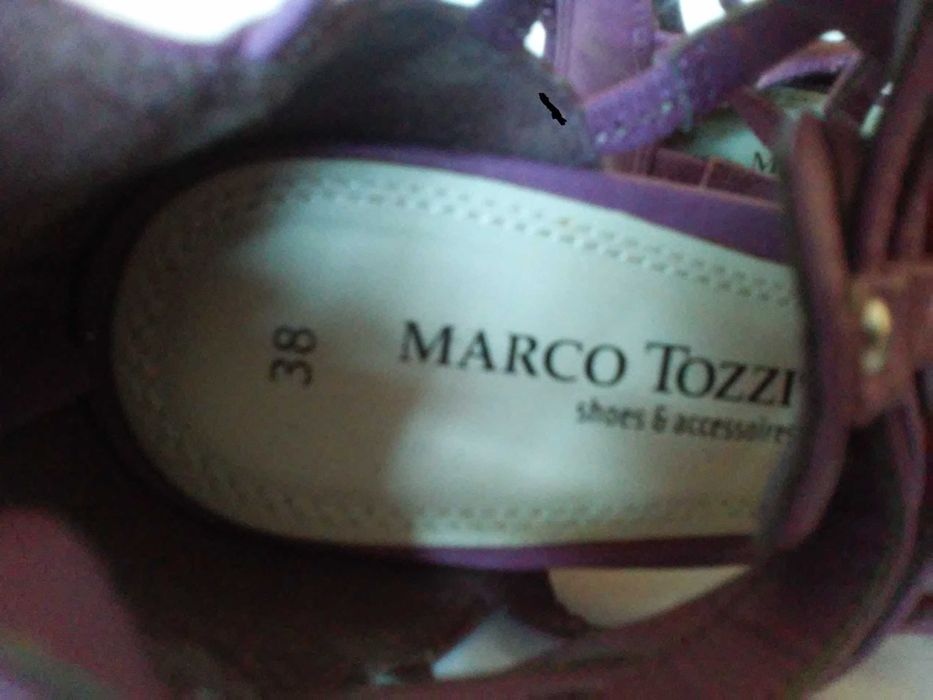 MARCO TOZZI
shoes & accessoires
38
M